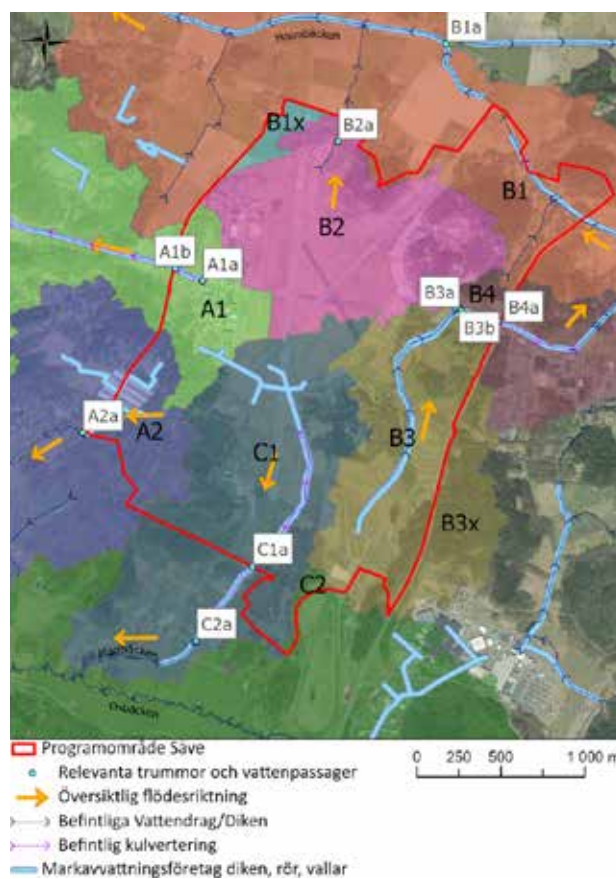 B1a
B1x
B2a
B1
B2
A1b
A1a
A1
B3a
B4
B4a
B3b
A2a
A2
C1
B3
B3x
C1a
C2
C2a
Programområde Save
Relevanta trummor och vattenpassager
Översiktlig flödesriktning
Befintliga Vattendrag/Diken
Befintlig kulvertering
Markavvattningsföretag diken, rör, vallar
0 250 500 1 000 m